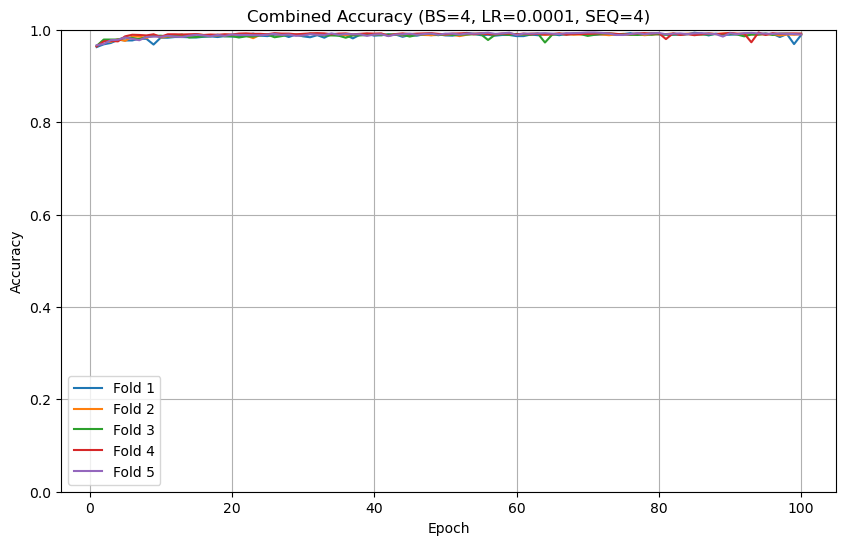 Combined Accuracy (BS=4, LR=0.0001, SEQ=4)
1.0
0.8
0.6
0.4
0.2
0.0
Accuracy
Fold 1
Fold 2
Fold 3
Fold 4
Fold 5
0 20 40 60 80 100
Epoch